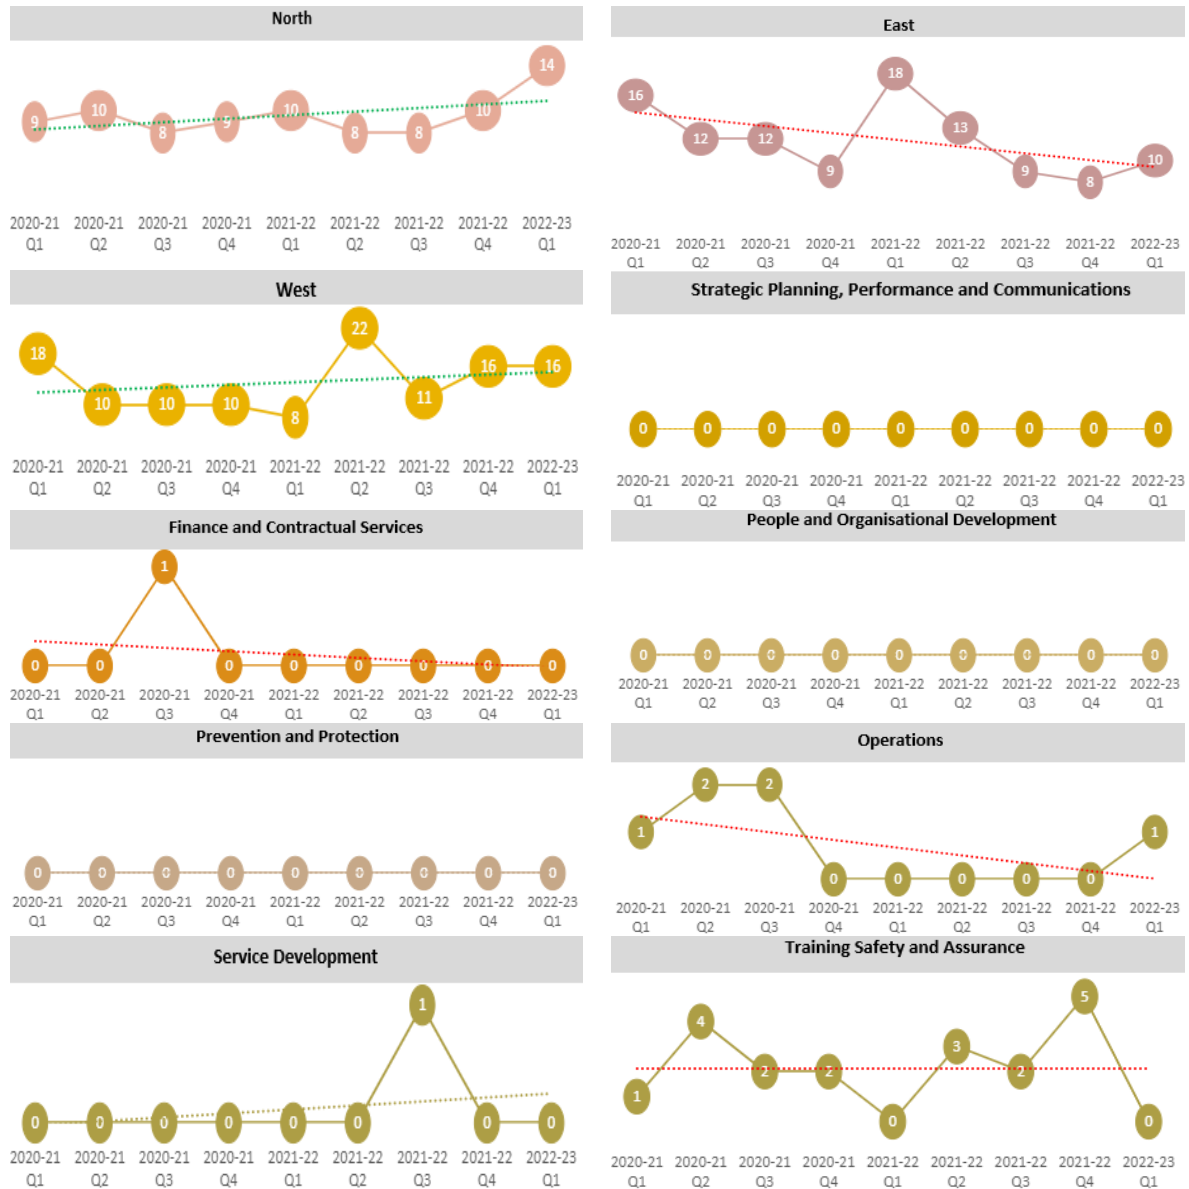 North
9 10 8 9 10 8 8 10 14
2020-21 2020-21 2020-21 2020-21 2021-22 2021-22 2021-22 2021-22 2022-23
Q1 Q2 Q3 Q4 Q1 Q2 Q3 Q4 Q1
East
16 12 12 9 18 13 9 8 10
2020-21 2020-21 2020-21 2020-21 2021-22 2021-22 2021-22 2021-22 2022-23
Q1 Q2 Q3 Q4 Q1 Q2 Q3 Q4 Q1
West
18 10 10 10 8 22 11 16 16
2020-21 2020-21 2020-21 2020-21 2021-22 2021-22 2021-22 2021-22 2022-23
Q1 Q2 Q3 Q4 Q1 Q2 Q3 Q4 Q1
Strategic Planning, Performance and Communications
0 0 0 0 0 0 0 0 0
2020-21 2020-21 2020-21 2020-21 2021-22 2021-22 2021-22 2021-22 2022-23
Q1 Q2 Q3 Q4 Q1 Q2 Q3 Q4 Q1
Finance and Contractual Services
0 0 1 0 0 0 0 0 0
2020-21 2020-21 2020-21 2020-21 2021-22 2021-22 2021-22 2021-22 2022-23
Q1 Q2 Q3 Q4 Q1 Q2 Q3 Q4 Q1
People and Organisational Development
0 0 0 0 0 0 0 0 0
2020-21 2020-21 2020-21 2020-21 2021-22 2021-22 2021-22 2021-22 2022-23
Q1 Q2 Q3 Q4 Q1 Q2 Q3 Q4 Q1
Prevention and Protection
0 0 0 0 0 0 0 0 0
2020-21 2020-21 2020-21 2020-21 2021-22 2021-22 2021-22 2021-22 2022-23
Q1 Q2 Q3 Q4 Q1 Q2 Q3 Q4 Q1
Operations
1 2 2 0 0 0 0 0 1
2020-21 2020-21 2020-21 2020-21 2021-22 2021-22 2021-22 2021-22 2022-23
Q1 Q2 Q3 Q4 Q1 Q2 Q3 Q4 Q1
Service Development
0 0 0 0 0 0 1 0 0
2020-21 2020-21 2020-21 2020-21 2021-22 2021-22 2021-22 2021-22 2022-23
Q1 Q2 Q3 Q4 Q1 Q2 Q3 Q4 Q1
Training Safety and Assurance
1 4 2 2 0 3 2 5 0
2020-21 2020-21 2020-21 2020-21 2021-22 2021-22 2021-22 2021-22 2022-23
Q1 Q2 Q3 Q4 Q1 Q2 Q3 Q4 Q1